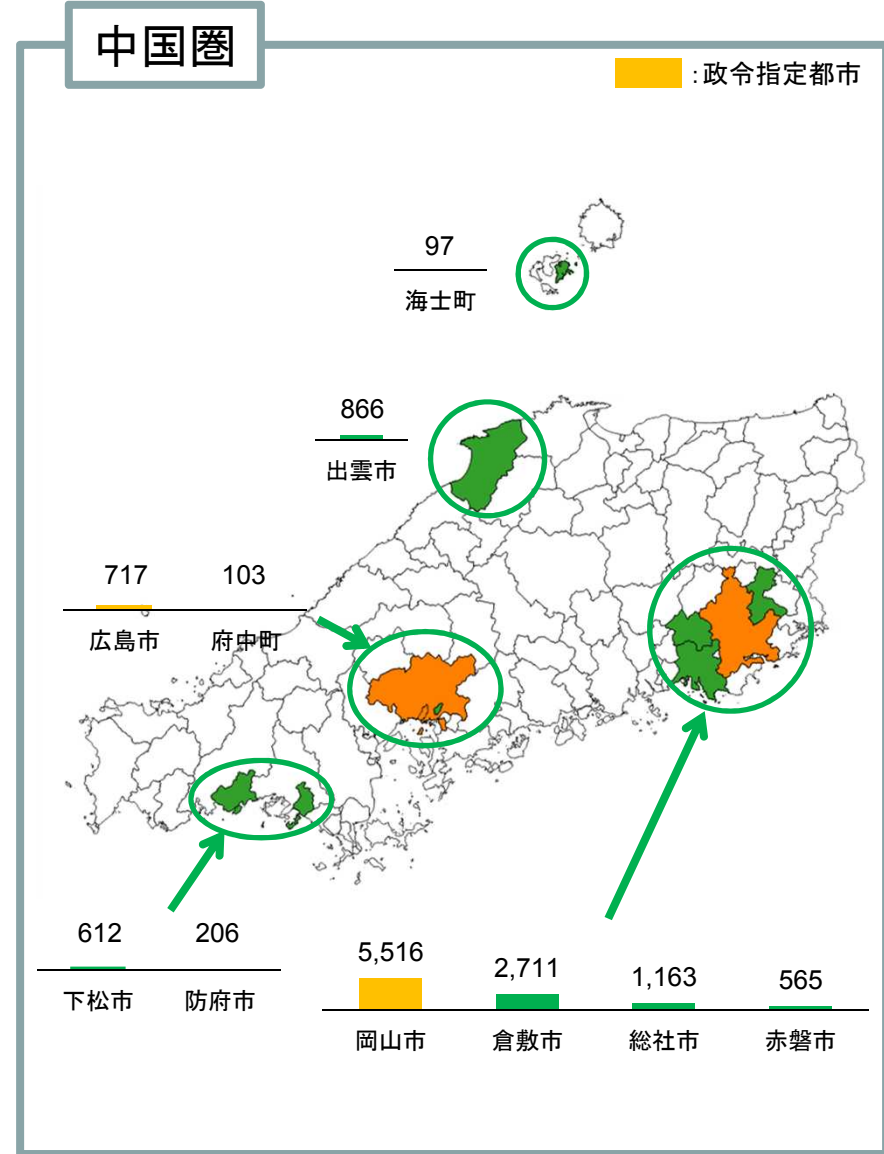 中国圏
:政令指定都市
97
海士町
866
出雲市
717 103
広島市 府中町
612 206
下松市 防府市
5,516 2,711 1,163 565
岡山市 倉敷市 総社市 赤磐市